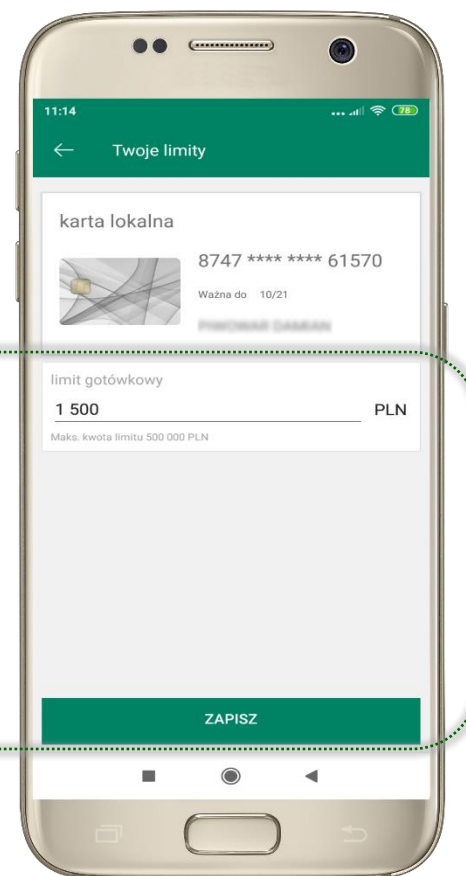 11:14
78
Twoje limity
karta lokalna
8747 **** **** 61570
Ważna do 10/21
limit gotówkowy
1 500 PLN
Maks. kwota limitu 500 000 PLN
ZAPISZ